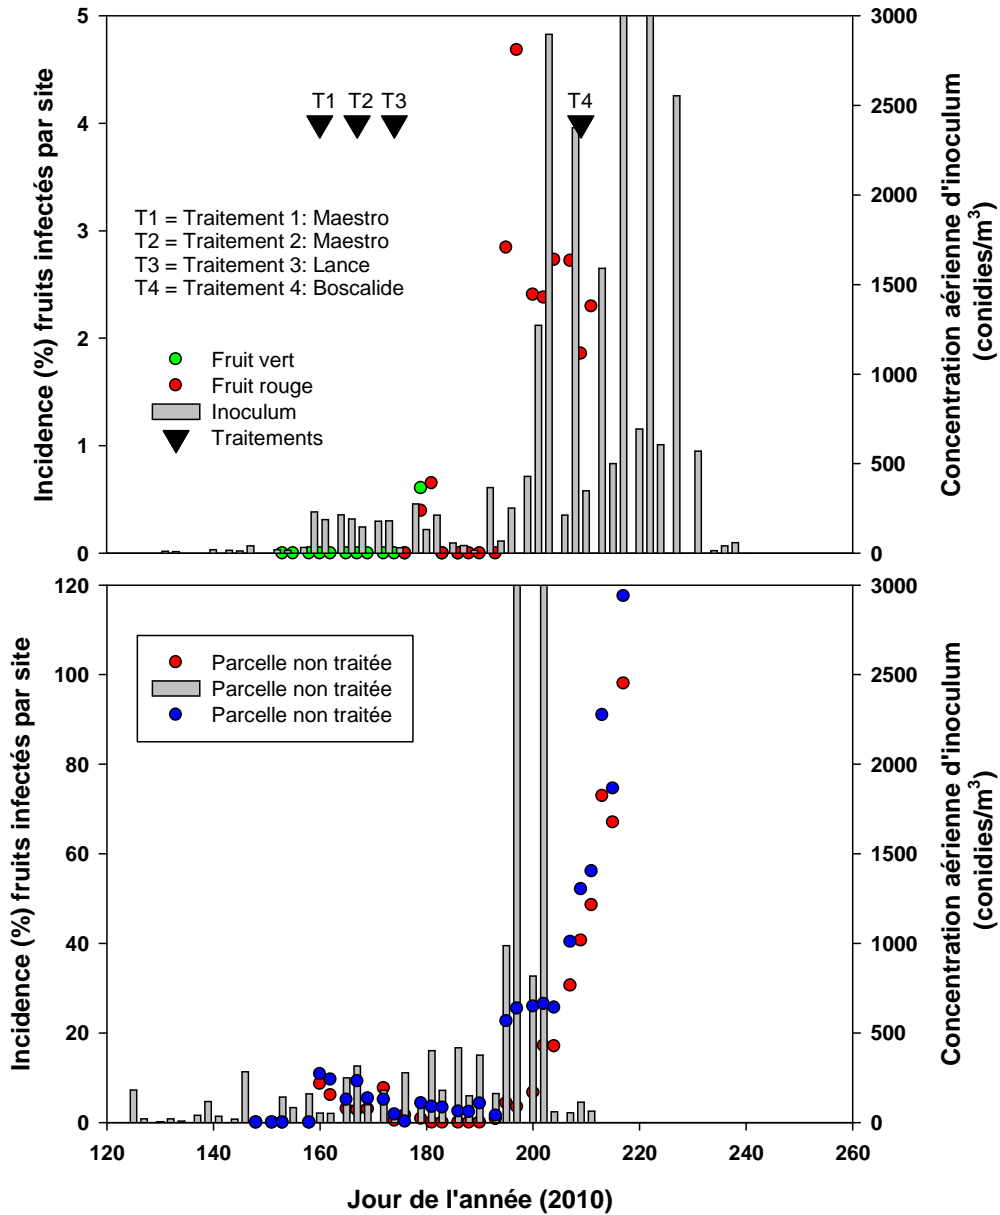 5
4
3
2
1
0
3000
2500
2000
1500
1000
500
0
Incidence (%) fruits infectés par site
Concentration aérienne d'inoculum
(conidies/m3)
T1 T2 T3 T4
T1 = Traitement 1: Maestro
T2 = Traitement 2: Maestro
T3 = Traitement 3: Lance
T4 = Traitement 4: Boscalide
Fruit vert
Fruit rouge
Inoculum
Traitements
120
100
80
60
40
20
0
3000
2500
2000
1500
1000
500
0
Incidence (%) fruits infectés par site
Concentration aérienne d'inoculum
(conidies/m3)
Parcelle non traitée
Parcelle non traitée
Parcelle non traitée
120 140 160 180 200 220 240 260
Jour de l'année (2010)